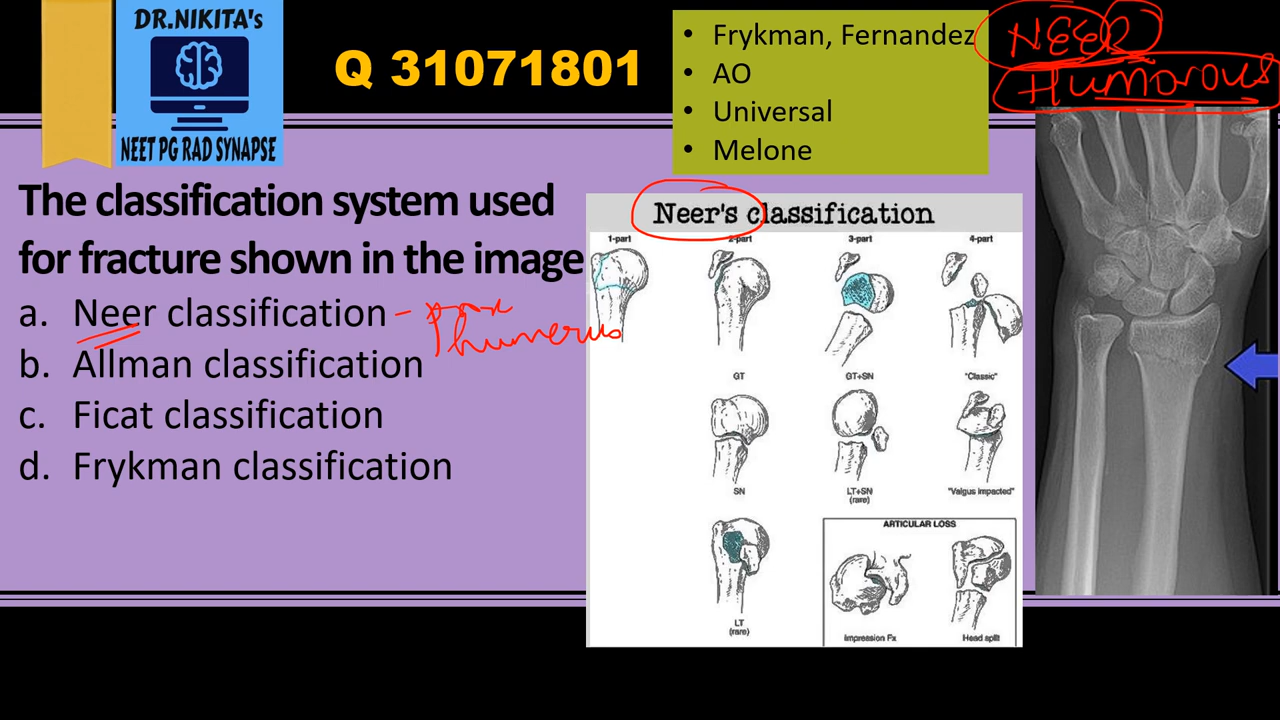 DR.NIKITA's
NEET PG RAD SYNAPSE
Q 31071801
• Frykman, Fernandez
• AO
• Universal
• Melone
NEER
Humorous
The classification system used
for fracture shown in the image
a. Neer classification - prox
humerus
b. Allman classification
c. Ficat classification
d. Frykman classification
Neer's classification
1-part 2-part 3-part 4-part
GT GT+SN "Classic"
SN LT+SN "Valgus impacted"
(rare)
ARTICULAR LOSS
LT Impression Fx Head split
(rare)